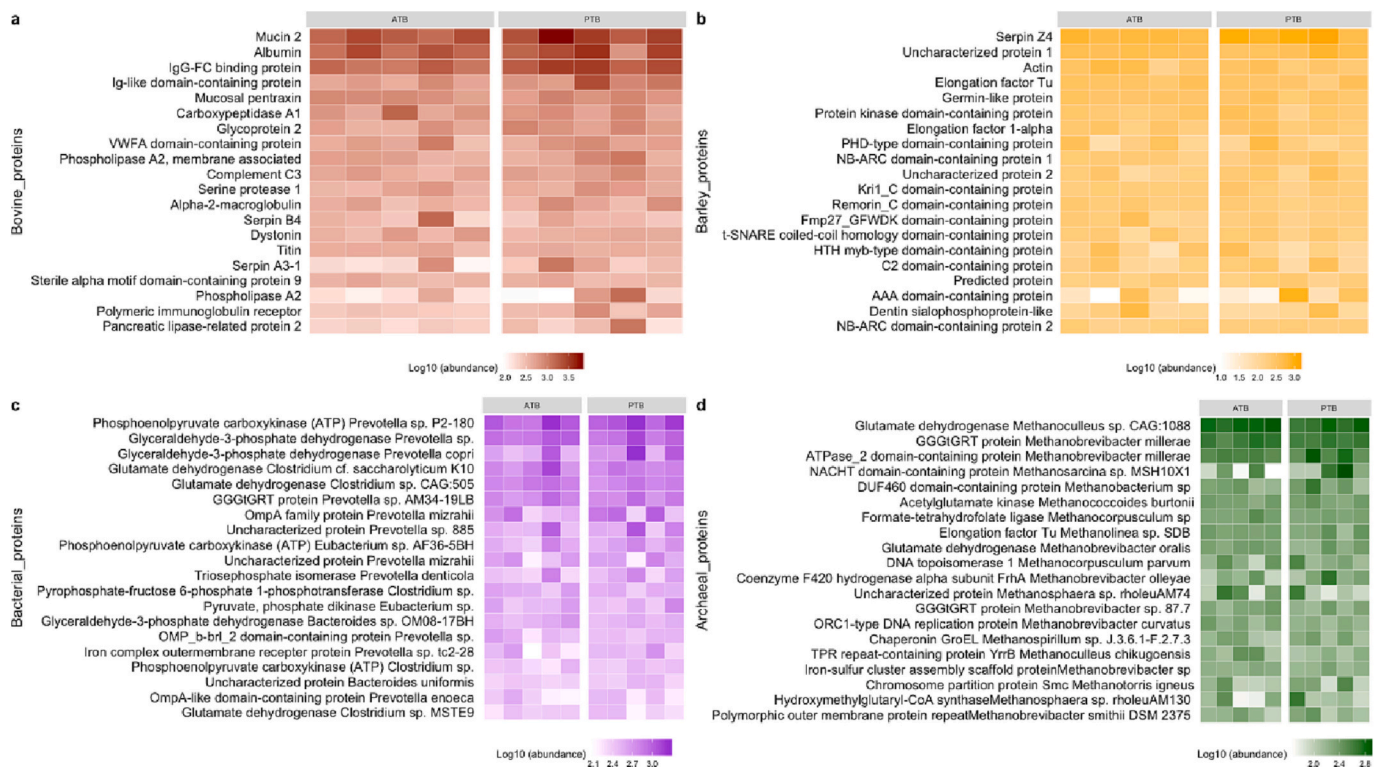 a
ATB
PTB
Bovine_proteins
Mucin 2
Albumin
IgG-FC binding protein
Ig-like domain-containing protein
Mucosal pentraxin
Carboxypeptidase A1
Glycoprotein 2
VWFA domain-containing protein
Phospholipase A2, membrane associated
Complement C3
Serine protease 1
Alpha-2-macroglobulin
Serpin B4
Dystonin
Titin
Serpin A3-1
Sterile alpha motif domain-containing protein 9
Phospholipase A2
Polymeric immunoglobulin receptor
Pancreatic lipase-related protein 2
Log10 (abundance)
2.0 2.5 3.0 3.5
b
ATB
PTB
Barley_proteins
Serpin Z4
Uncharacterized protein 1
Actin
Elongation factor Tu
Germin-like protein
Protein kinase domain-containing protein
Elongation factor 1-alpha
PHD-type domain-containing protein
NB-ARC domain-containing protein 1
Uncharacterized protein 2
Kri1_C domain-containing protein
Remorin_C domain-containing protein
Fmp27_GFWDK domain-containing protein
t-SNARE coiled-coil homology domain-containing protein
HTH myb-type domain-containing protein
C2 domain-containing protein
Predicted protein
AAA domain-containing protein
Dentin sialophosphoprotein-like
NB-ARC domain-containing protein 2
Log10 (abundance)
1.0 1.5 2.0 2.5 3.0
c
ATB
PTB
Bacterial_proteins
Phosphoenolpyruvate carboxykinase (ATP) Prevotella sp. P2-180
Glyceraldehyde-3-phosphate dehydrogenase Prevotella sp.
Glyceraldehyde-3-phosphate dehydrogenase Prevotella copri
Glutamate dehydrogenase Clostridium cf. saccharolyticum K10
Glutamate dehydrogenase Clostridium sp. CAG:505
GGGtGRT protein Prevotella sp. AM34-19LB
OmpA family protein Prevotella mizrahii
Uncharacterized protein Prevotella sp. 885
Phosphoenolpyruvate carboxykinase (ATP) Eubacterium sp. AF36-5BH
Uncharacterized protein Prevotella mizrahii
Triosephosphate isomerase Prevotella denticola
Pyrophosphate-fructose 6-phosphate 1-phosphotransferase Clostridium sp.
Pyruvate, phosphate dikinase Eubacterium sp.
Glyceraldehyde-3-phosphate dehydrogenase Bacteroides sp. OM08-17BH
OMP_b-brl_2 domain-containing protein Prevotella sp.
Iron complex outermembrane recepter protein Prevotella sp. tc2-28
Phosphoenolpyruvate carboxykinase (ATP) Clostridium sp.
Uncharacterized protein Bacteroides uniformis
OmpA-like domain-containing protein Prevotella enoeca
Glutamate dehydrogenase Clostridium sp. MSTE9
Log10 (abundance)
2.1 2.4 2.7 3.0
d
ATB
PTB
Archaeal_proteins
Glutamate dehydrogenase Methanoculleus sp. CAG:1088
GGGtGRT protein Methanobrevibacter millerae
ATPase_2 domain-containing protein Methanobrevibacter millerae
NACHT domain-containing protein Methanosarcina sp. MSH10X1
DUF460 domain-containing protein Methanobacterium sp
Acetylglutamate kinase Methanococcoides burtonii
Formate-tetrahydrofolate ligase Methanocorpusculum sp
Elongation factor Tu Methanolinea sp. SDB
Glutamate dehydrogenase Methanobrevibacter oralis
DNA topoisomerase 1 Methanocorpusculum parvum
Coenzyme F420 hydrogenase alpha subunit FrhA Methanobrevibacter olleyae
Uncharacterized protein Methanosphaera sp. rholeuAM74
GGGtGRT protein Methanobrevibacter sp. 87.7
ORC1-type DNA replication protein Methanobrevibacter curvatus
Chaperonin GroEL Methanospirillum sp. J.3.6.1-F.2.7.3
TPR repeat-containing protein YrrB Methanoculleus chikugoensis
Iron-sulfur cluster assembly scaffold proteinMethanobrevibacter sp
Chromosome partition protein Smc Methanotorris igneus
Hydroxymethylglutaryl-CoA synthaseMethanosphaera sp. rholeuAM130
Polymorphic outer membrane protein repeatMethanobrevibacter smithii DSM 2375
Log10 (abundance)
2.0 2.4 2.8